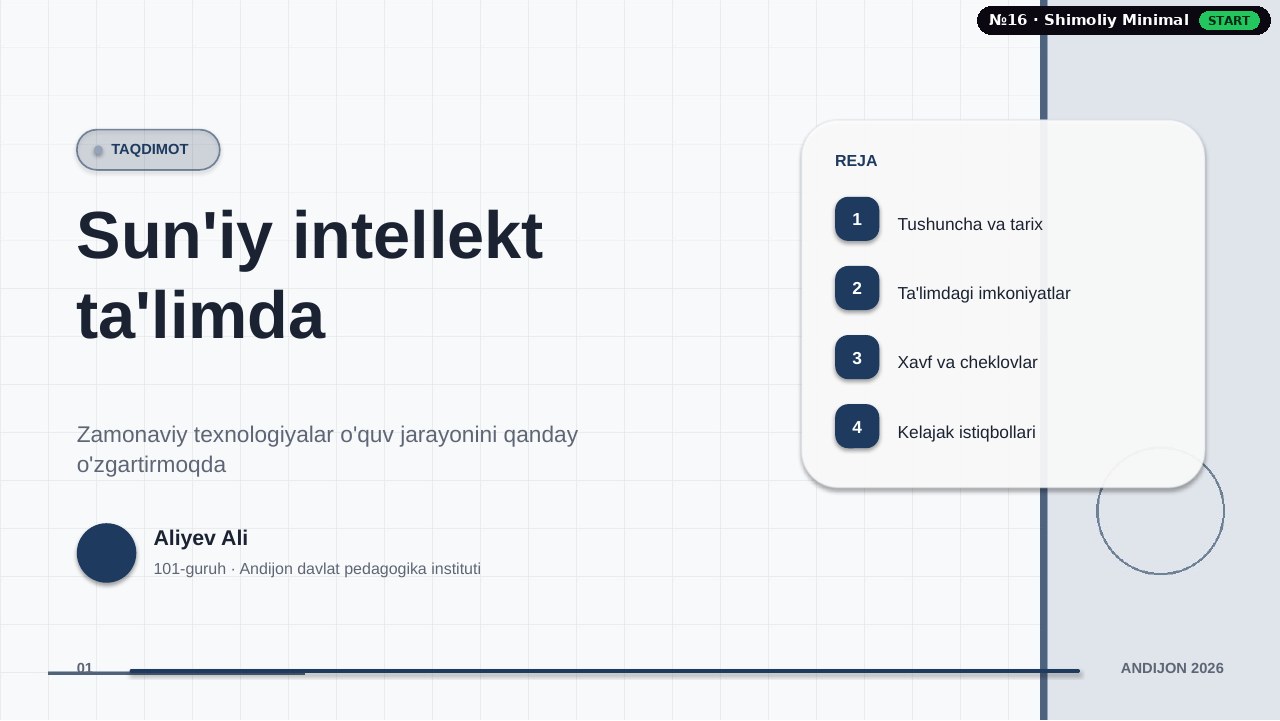 №16 · Shimoliy Minimal START
TAQDIMOT
Sun'iy intellekt
ta'limda
Zamonaviy texnologiyalar o'quv jarayonini qanday
o'zgartirmoqda
Aliyev Ali
101-guruh · Andijon davlat pedagogika instituti
REJA
1 Tushuncha va tarix
2 Ta'limdagi imkoniyatlar
3 Xavf va cheklovlar
4 Kelajak istiqbollari
01
ANDIJON 2026